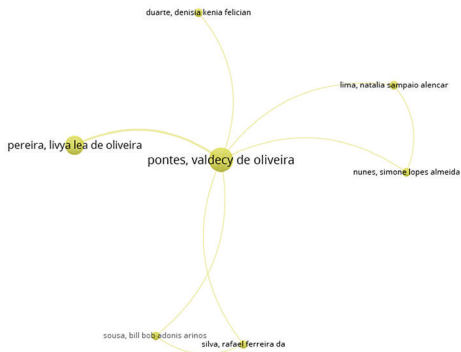 duarte, denisia kenia felician
lima, natalia sampaio alencar
pereira, livya lea de oliveira
pontes, valdecy de oliveira
nunes, simone lopes almeida
sousa, bill bob adonis arinos
silva, rafael ferreira da